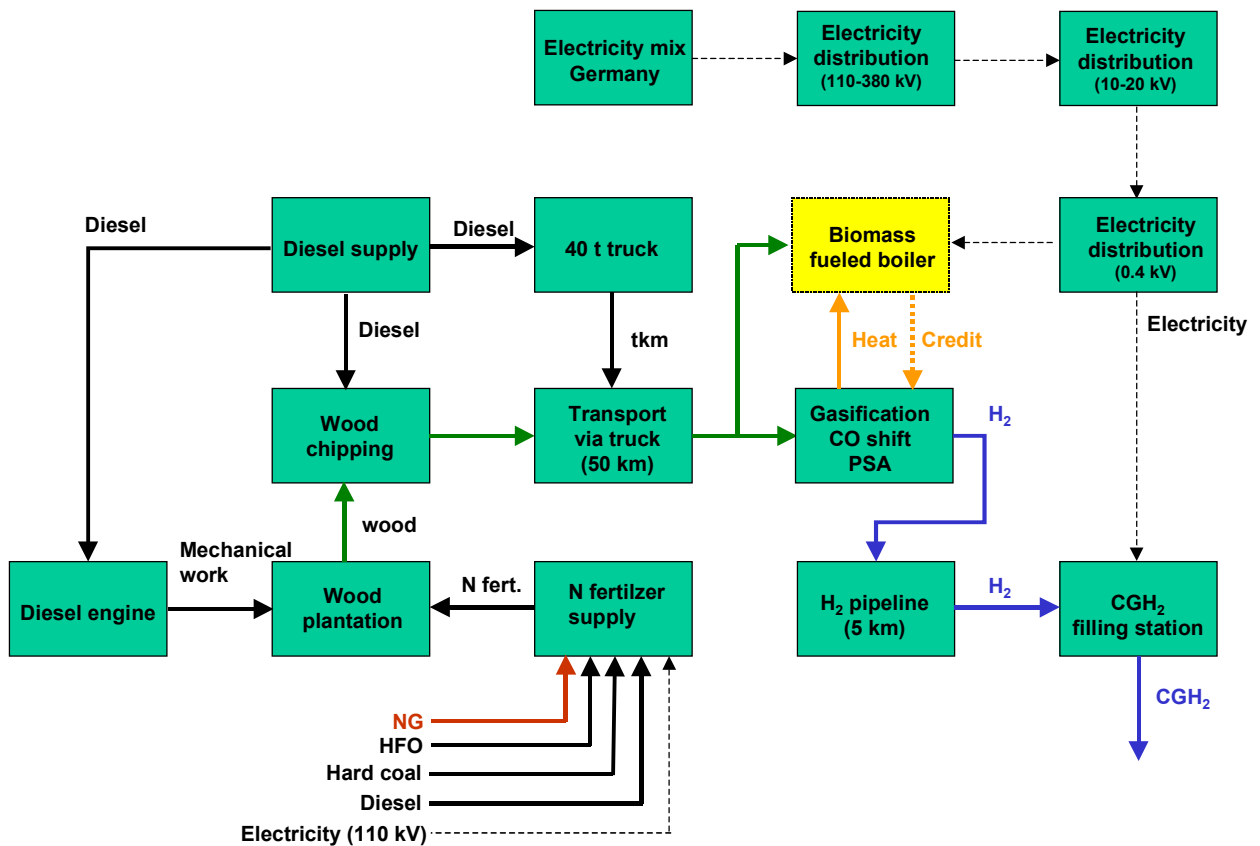 Electricity mix
Germany
Electricity
distribution
(110-380 kV)
Electricity
distribution
(10-20 kV)
Diesel
Diesel supply
Diesel
40 t truck
Biomass
fueled boiler
Electricity
distribution
(0.4 kV)
Diesel
tkm
Heat
Credit
Electricity
Wood
chipping
Transport
via truck
(50 km)
Gasification
CO shift
PSA
H₂
wood
Mechanical
work
Diesel engine
Wood
plantation
N fert.
N fertilzer
supply
H₂ pipeline
(5 km)
H₂
CGH₂
filling station
NG
HFO
Hard coal
Diesel
Electricity (110 kV)
CGH₂